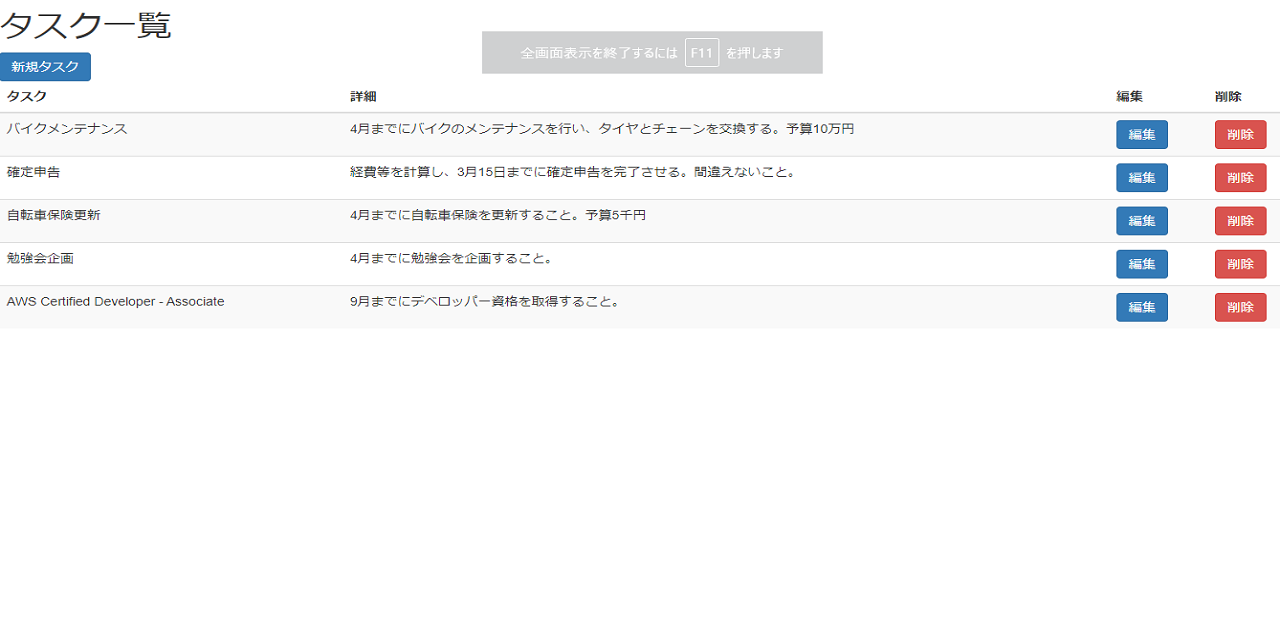 タスク一覧
全画面表示を終了するには F11 を押します
新規タスク
タスク 詳細 編集 削除
バイクメンテナンス 4月までにバイクのメンテナンスを行い、タイヤとチェーンを交換する。予算10万円 編集 削除
確定申告 経費等を計算し、3月15日までに確定申告を完了させる。間違えないこと。 編集 削除
自転車保険更新 4月までに自転車保険を更新すること。予算5千円 編集 削除
勉強会企画 4月までに勉強会を企画すること。 編集 削除
AWS Certified Developer - Associate 9月までにデベロッパー資格を取得すること。 編集 削除